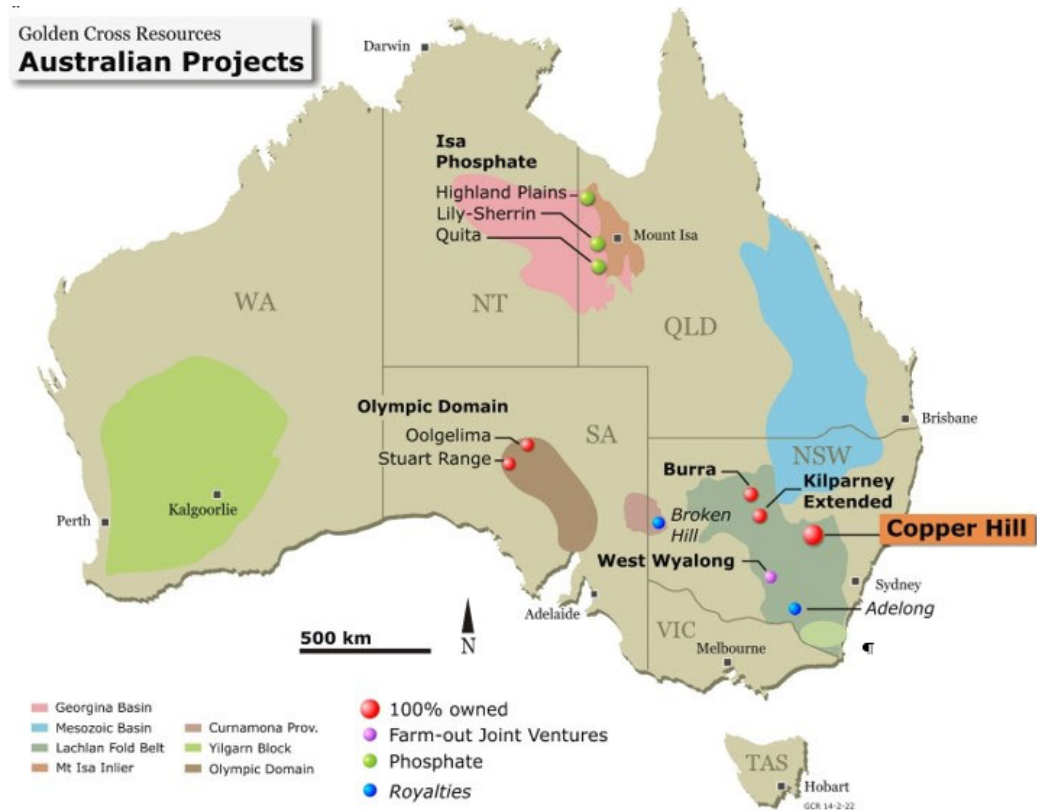 Golden Cross Resources
Australian Projects
Darwin
Isa
Phosphate
Highland Plains
Lily-Sherrin
Quita
Mount Isa
WA
NT
QLD
Olympic Domain
Oolgelima
Stuart Range
SA
Brisbane
NSW
Burra
Kilparney
Extended
Kalgoorlie
Perth
Broken
Hill
Copper Hill
West Wyalong
Sydney
Adelaide
Adelong
500 km
N
VIC
Melbourne
¶
Georgina Basin
Mesozoic Basin
Lachlan Fold Belt
Mt Isa Inlier
Curnamona Prov.
Yilgarn Block
Olympic Domain
100% owned
Farm-out Joint Ventures
Phosphate
Royalties
TAS
Hobart
GCR 14-2-22